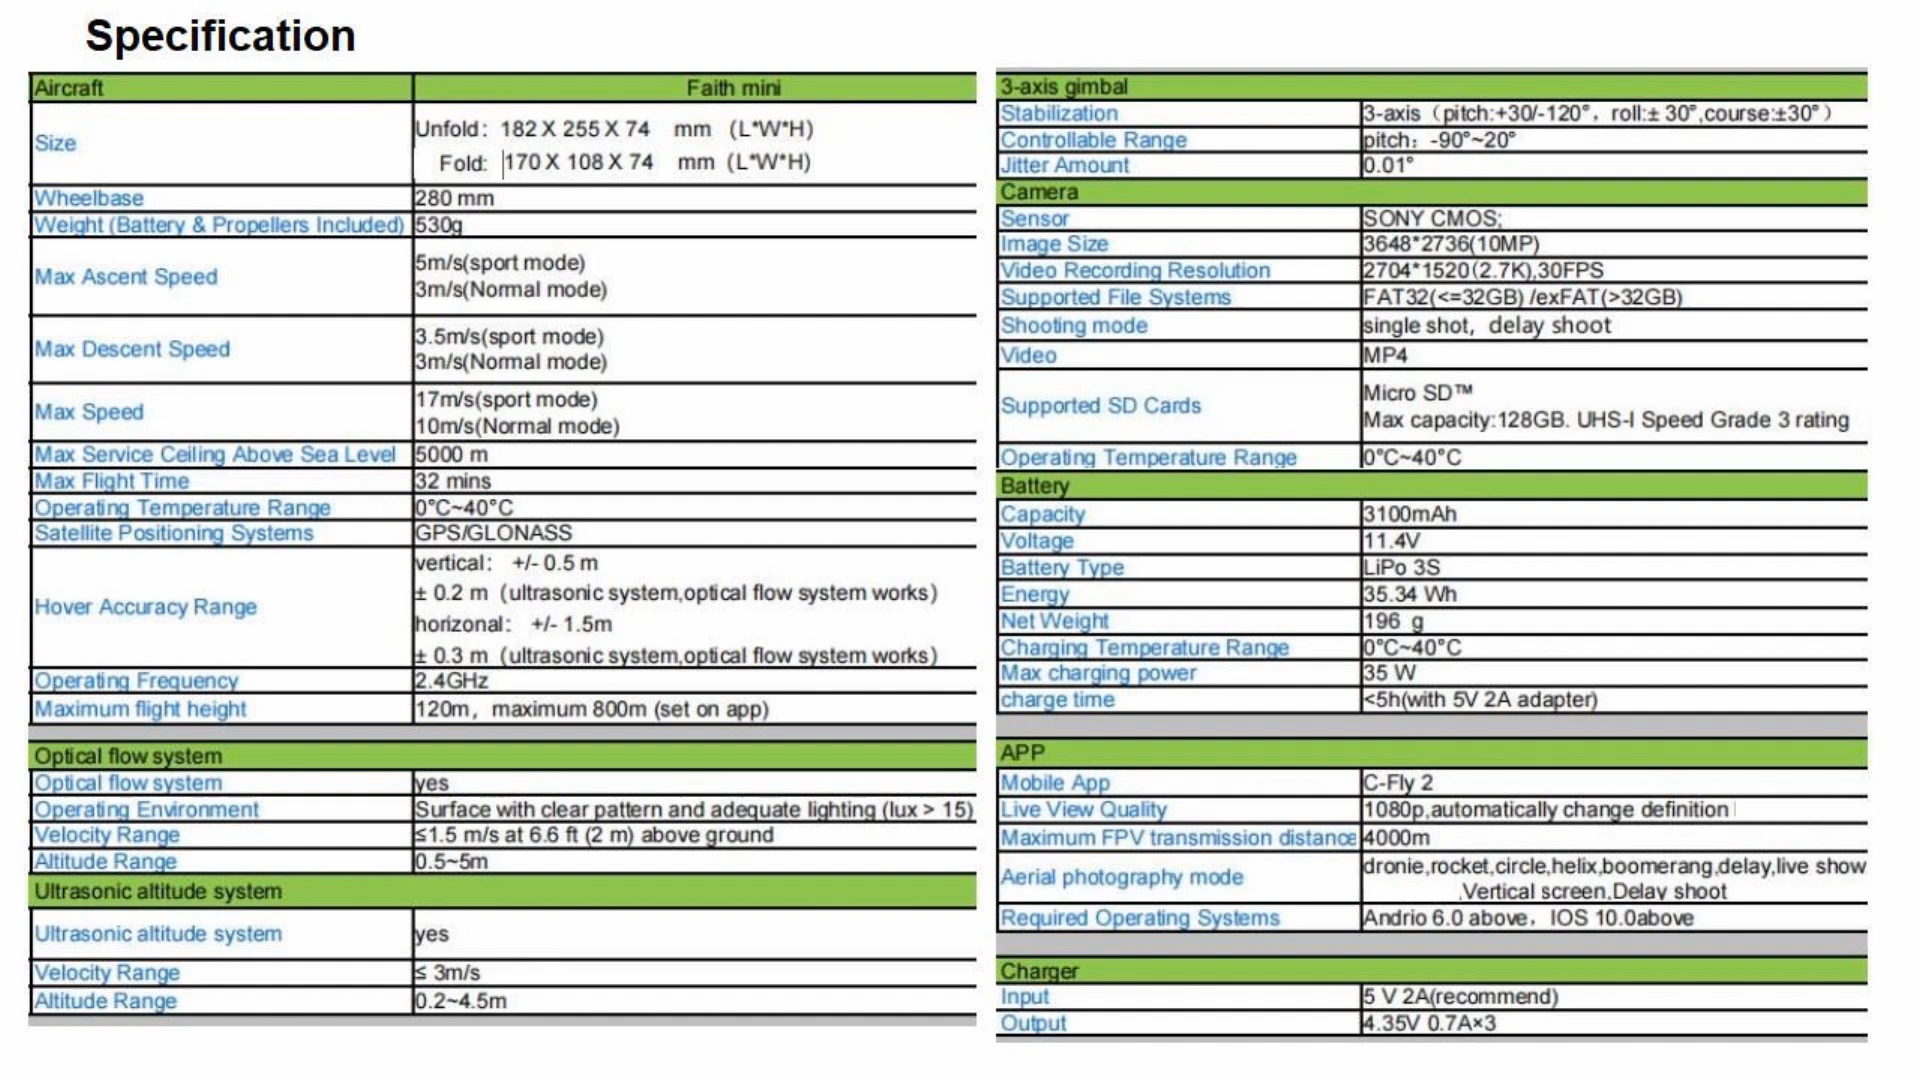 Specification
Aircraft Faith mini
Size
Unfold: 182 X 255 X 74 mm (L*W*H)
Fold: 170 X 108 X 74 mm (L*W*H)
Wheelbase 280 mm
Weight (Battery & Propellers Included) 530g
Max Ascent Speed
5m/s(sport mode)
3m/s(Normal mode)
Max Descent Speed
3.5m/s(sport mode)
3m/s(Normal mode)
Max Speed
17m/s(sport mode)
10m/s(Normal mode)
Max Service Ceiling Above Sea Level 5000 m
Max Flight Time 32 mins
Operating Temperature Range 0°C~40°C
Satellite Positioning Systems GPS/GLONASS
Hover Accuracy Range
vertical: +/- 0.5 m
± 0.2 m (ultrasonic system,optical flow system works)
horizonal: +/- 1.5m
± 0.3 m (ultrasonic system,optical flow system works)
Operating Frequency 2.4GHz
Maximum flight height 120m, maximum 800m (set on app)
Optical flow system
Optical flow system yes
Operating Environment Surface with clear pattern and adequate lighting (lux > 15)
Velocity Range ≤1.5 m/s at 6.6 ft (2 m) above ground
Altitude Range 0.5~5m
Ultrasonic altitude system
Ultrasonic altitude system yes
Velocity Range ≤ 3m/s
Altitude Range 0.2~4.5m
3-axis gimbal
Stabilization 3-axis (pitch:+30/-120°, roll:± 30°,course:±30°)
Controllable Range pitch: -90°~20°
Jitter Amount 0.01°
Camera
Sensor SONY CMOS;
Image Size 3648*2736(10MP)
Video Recording Resolution 2704*1520(2.7K),30FPS
Supported File Systems FAT32(<=32GB) /exFAT(>32GB)
Shooting mode single shot, delay shoot
Video MP4
Supported SD Cards
Micro SD™
Max capacity:128GB. UHS-I Speed Grade 3 rating
Operating Temperature Range 0°C~40°C
Battery
Capacity 3100mAh
Voltage 11.4V
Battery Type LiPo 3S
Energy 35.34 Wh
Net Weight 196 g
Charging Temperature Range 0°C~40°C
Max charging power 35 W
charge time <5h(with 5V 2A adapter)
APP
Mobile App C-Fly 2
Live View Quality 1080p,automatically change definition
Maximum FPV transmission distance 4000m
Aerial photography mode
dronie,rocket,circle,helix,boomerang,delay,live show
,Vertical screen,Delay shoot
Required Operating Systems Andrio 6.0 above, IOS 10.0above
Charger
Input 5 V 2A(recommend)
Output 4.35V 0.7A×3